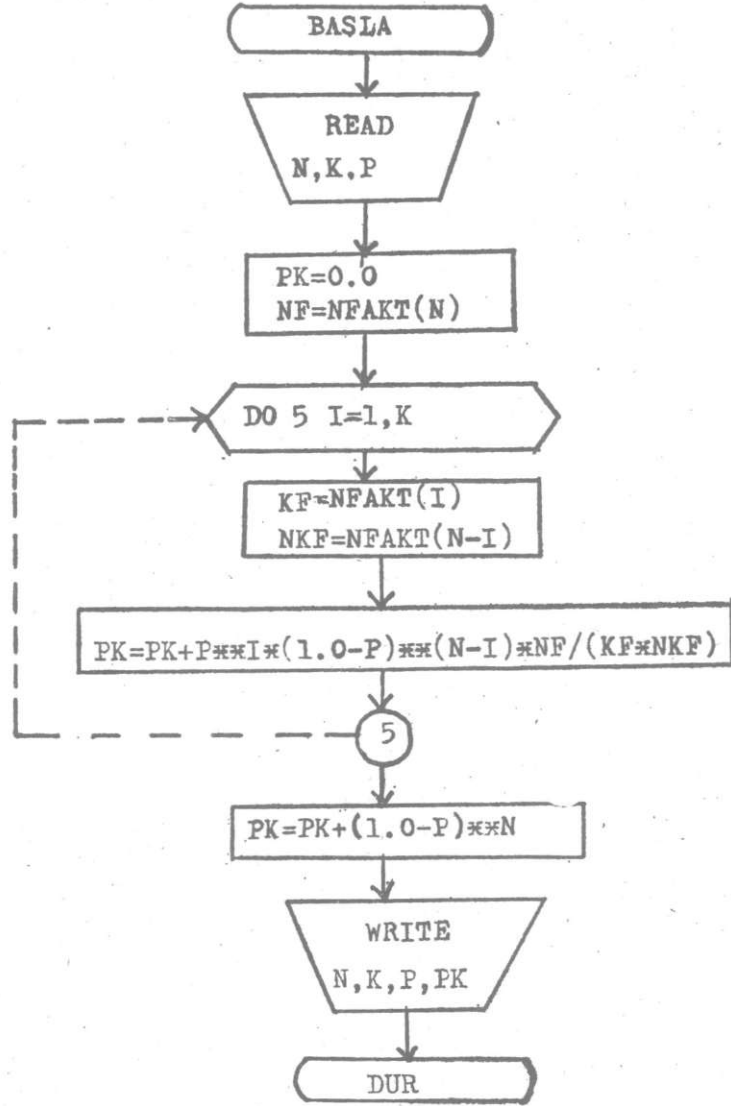 BAŞLA
READ
N,K,P
PK=0.0
NF=NFAKT(N)
DO 5 I=1,K
KF=NFAKT(I)
NKF=NFAKT(N-I)
PK=PK+P**I*(1.0-P)**(N-I)*NF/(KF*NKF)
5
PK=PK+(1.0-P)**N
WRITE
N,K,P,PK
DUR